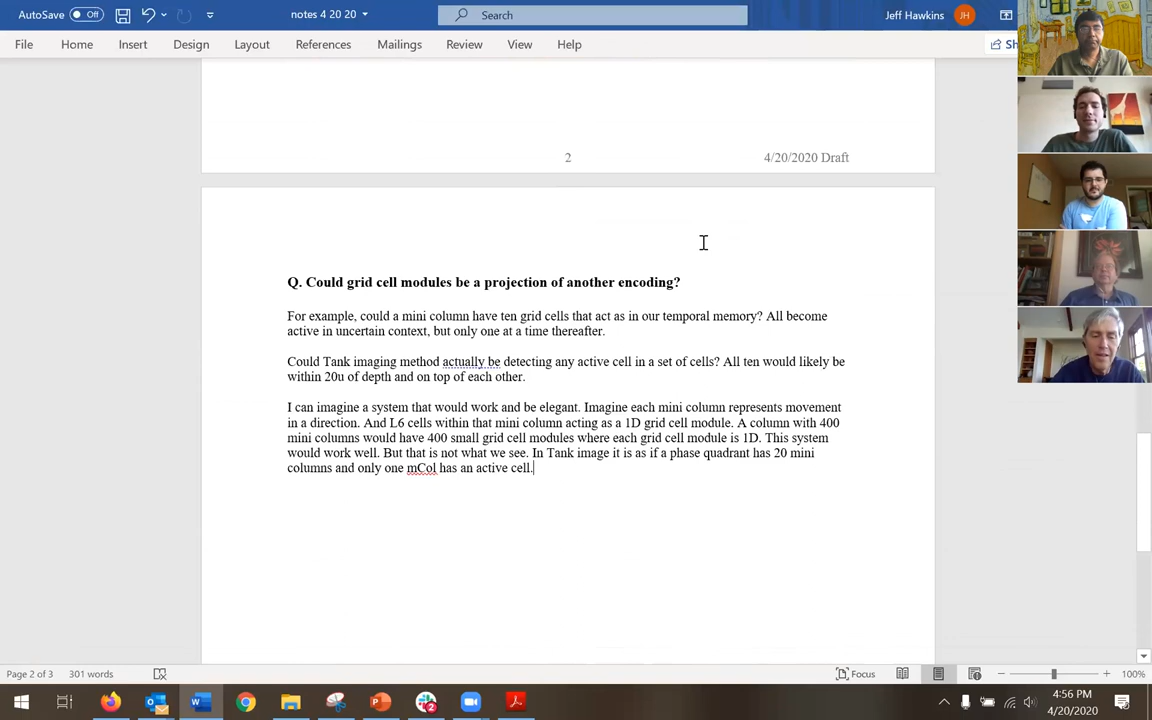 AutoSave Off notes 4 20 20 Search Jeff Hawkins JH
File Home Insert Design Layout References Mailings Review View Help Sh
2 4/20/2020 Draft
Q. Could grid cell modules be a projection of another encoding?
For example, could a mini column have ten grid cells that act as in our temporal memory? All become
active in uncertain context, but only one at a time thereafter.
Could Tank imaging method actually be detecting any active cell in a set of cells? All ten would likely be
within 20u of depth and on top of each other.
I can imagine a system that would work and be elegant. Imagine each mini column represents movement
in a direction. And L6 cells within that mini column acting as a 1D grid cell module. A column with 400
mini columns would have 400 small grid cell modules where each grid cell module is 1D. This system
would work well. But that is not what we see. In Tank image it is as if a phase quadrant has 20 mini
columns and only one mCol has an active cell.
Page 2 of 3 301 words Focus 100%
4:56 PM
4/20/2020